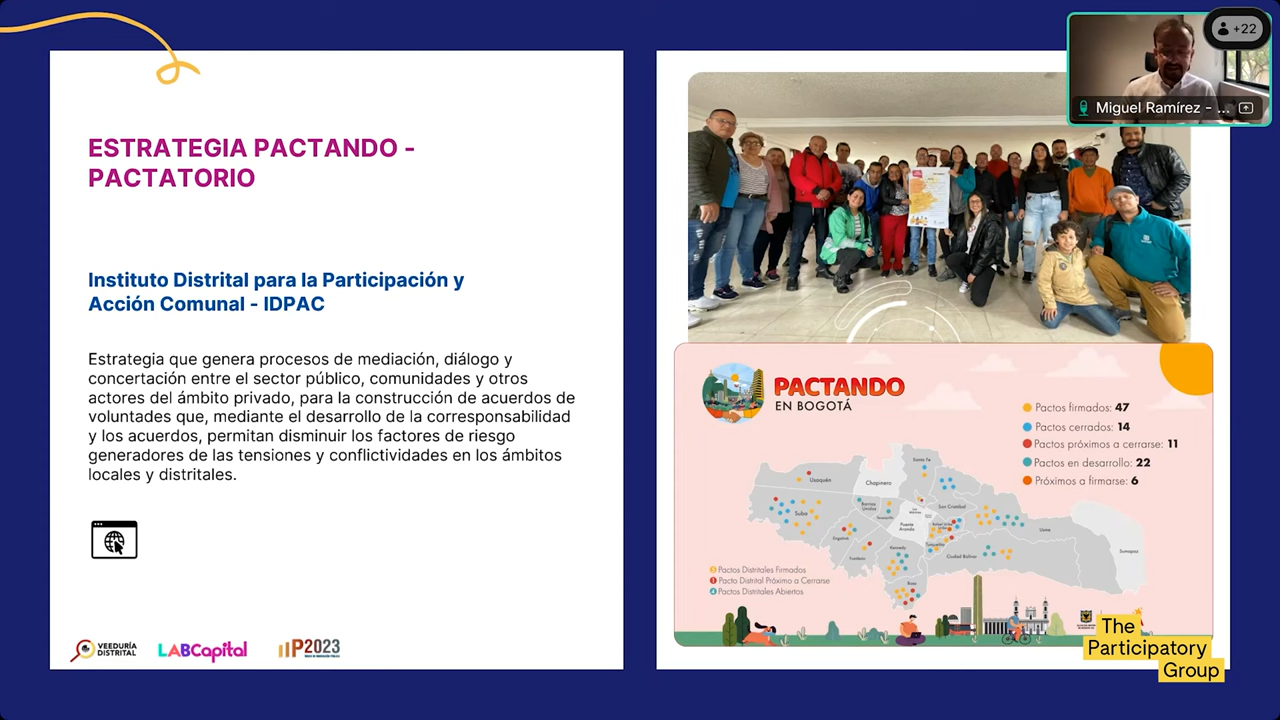 ESTRATEGIA PACTANDO -
PACTATORIO
Instituto Distrital para la Participación y
Acción Comunal - IDPAC
Estrategia que genera procesos de mediación, diálogo y
concertación entre el sector público, comunidades y otros
actores del ámbito privado, para la construcción de acuerdos de
voluntades que, mediante el desarrollo de la corresponsabilidad
y los acuerdos, permitan disminuir los factores de riesgo
generadores de las tensiones y conflictividades en los ámbitos
locales y distritales.
VEEDURÍA
DISTRITAL
LABCapital
IIP2023
+22
Miguel Ramírez - ...
PACTANDO
EN BOGOTÁ
Pactos firmados: 47
Pactos cerrados: 14
Pactos próximos a cerrarse: 11
Pactos en desarrollo: 22
Próximos a firmarse: 6
Santa Fe
Usaquén
Chapinero
Suba
Barrios
Unidos
San Cristóbal
Teusaquillo
Puente
Aranda
Engativá
Usme
Tunjuelito
Kennedy
Fontibón
Ciudad Bolívar
Sumapaz
Bosa
Pactos Distritales Firmados
Pacto Distrital Próximo a Cerrarse
Pactos Distritales Abiertos
The
Participatory
Group